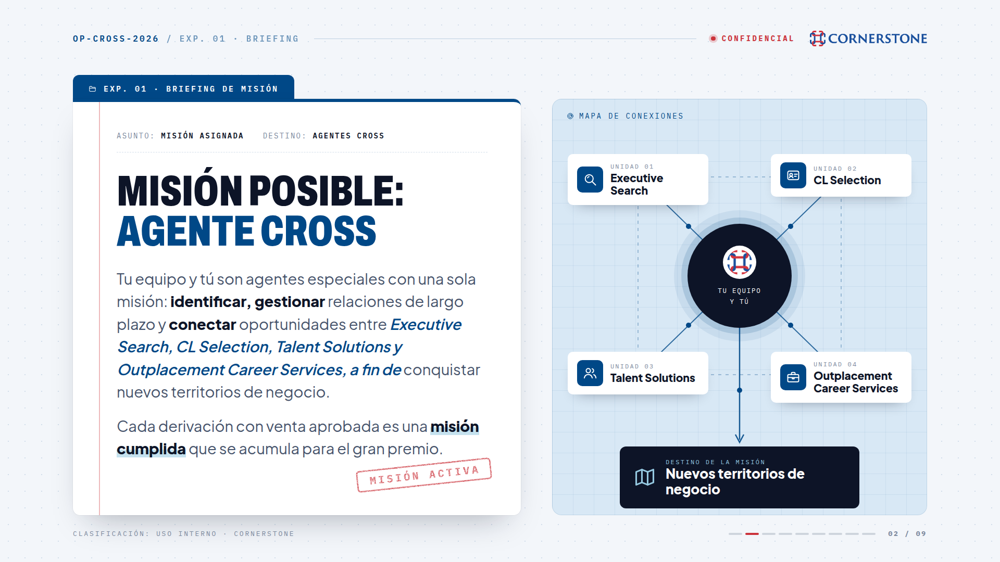 OP-CROSS-2026 / EXP. 01 · BRIEFING
CONFIDENCIAL
CORNERSTONE
EXP. 01 · BRIEFING DE MISIÓN
ASUNTO: MISIÓN ASIGNADA DESTINO: AGENTES CROSS
MISIÓN POSIBLE:
AGENTE CROSS
Tu equipo y tú son agentes especiales con una sola
misión: identificar, gestionar relaciones de largo
plazo y conectar oportunidades entre Executive
Search, CL Selection, Talent Solutions y
Outplacement Career Services, a fin de conquistar
nuevos territorios de negocio.
Cada derivación con venta aprobada es una misión
cumplida que se acumula para el gran premio.
MISIÓN ACTIVA
MAPA DE CONEXIONES
UNIDAD 01
Executive
Search
UNIDAD 02
CL Selection
TU EQUIPO
Y TÚ
UNIDAD 03
Talent Solutions
UNIDAD 04
Outplacement
Career Services
DESTINO DE LA MISIÓN
Nuevos territorios de
negocio
CLASIFICACIÓN: USO INTERNO · CORNERSTONE
02 / 09